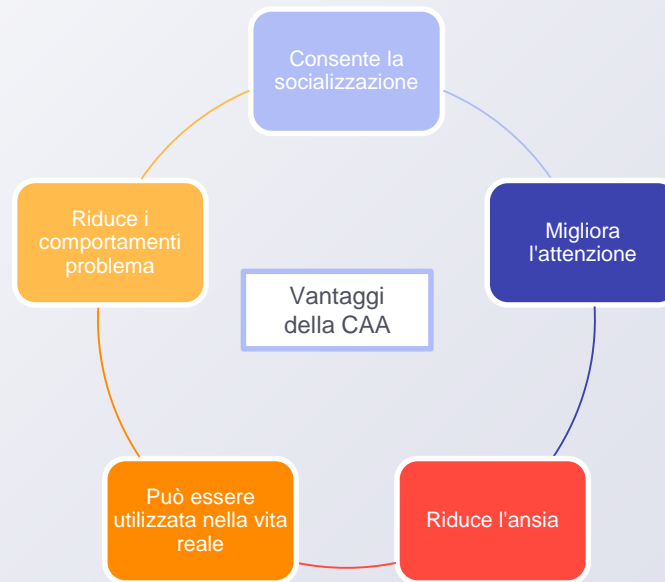 Consente la
socializzazione
Migliora
l'attenzione
Riduce l'ansia
Può essere
utilizzata nella vita
reale
Riduce i
comportamenti
problema
Vantaggi
della CAA